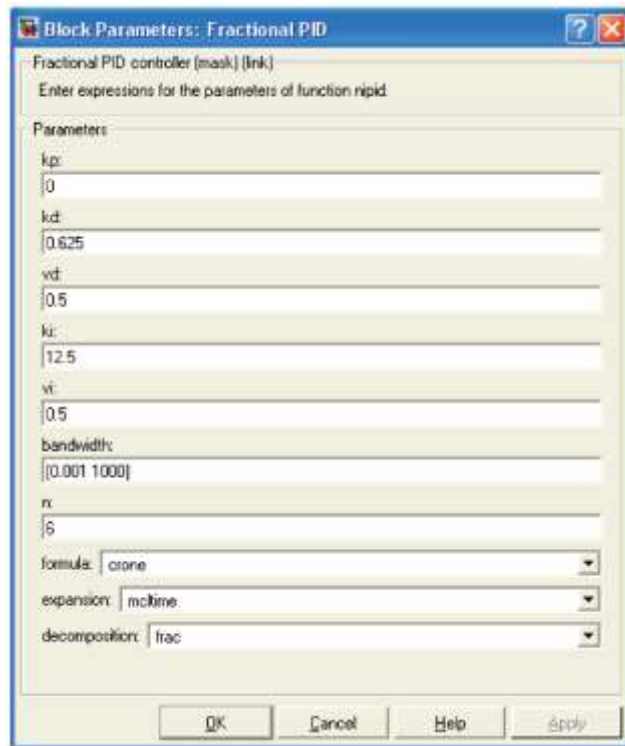 Block Parameters: Fractional PID
Fractional PID controller (mask) (link)
Enter expressions for the parameters of function nipid.
Parameters
kp:
0
kd:
0.625
vd:
0.5
ki:
12.5
vi:
0.5
bandwidth:
[0.001 1000]
n:
6
formula: crone
expansion: mcltime
decomposition: frac
OK Cancel Help Apply